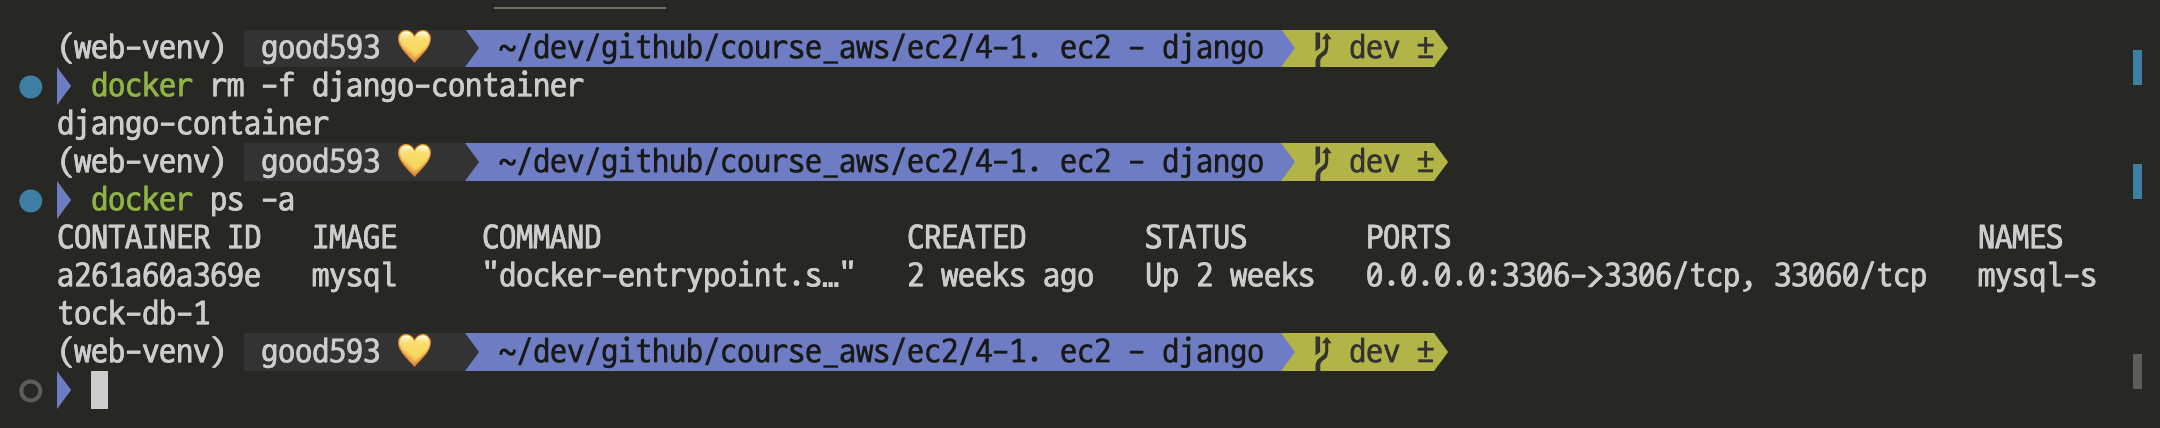 (web-venv) good593 💛 ~/dev/github/course_aws/ec2/4-1. ec2 - django dev ±
docker rm -f django-container
django-container
(web-venv) good593 💛 ~/dev/github/course_aws/ec2/4-1. ec2 - django dev ±
docker ps -a
CONTAINER ID IMAGE COMMAND CREATED STATUS PORTS NAMES
a261a60a369e mysql "docker-entrypoint.s…" 2 weeks ago Up 2 weeks 0.0.0.0:3306->3306/tcp, 33060/tcp mysql-s
tock-db-1
(web-venv) good593 💛 ~/dev/github/course_aws/ec2/4-1. ec2 - django dev ±